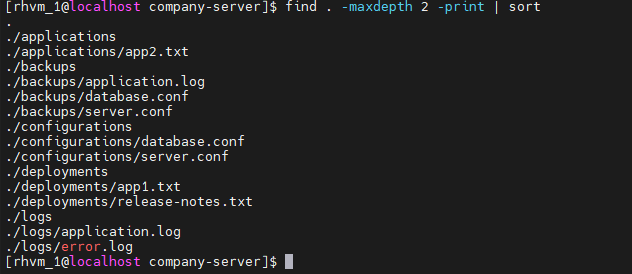 [rhvm_1@localhost company-server]$ find . -maxdepth 2 -print | sort
.
./applications
./applications/app2.txt
./backups
./backups/application.log
./backups/database.conf
./backups/server.conf
./configurations
./configurations/database.conf
./configurations/server.conf
./deployments
./deployments/app1.txt
./deployments/release-notes.txt
./logs
./logs/application.log
./logs/error.log
[rhvm_1@localhost company-server]$